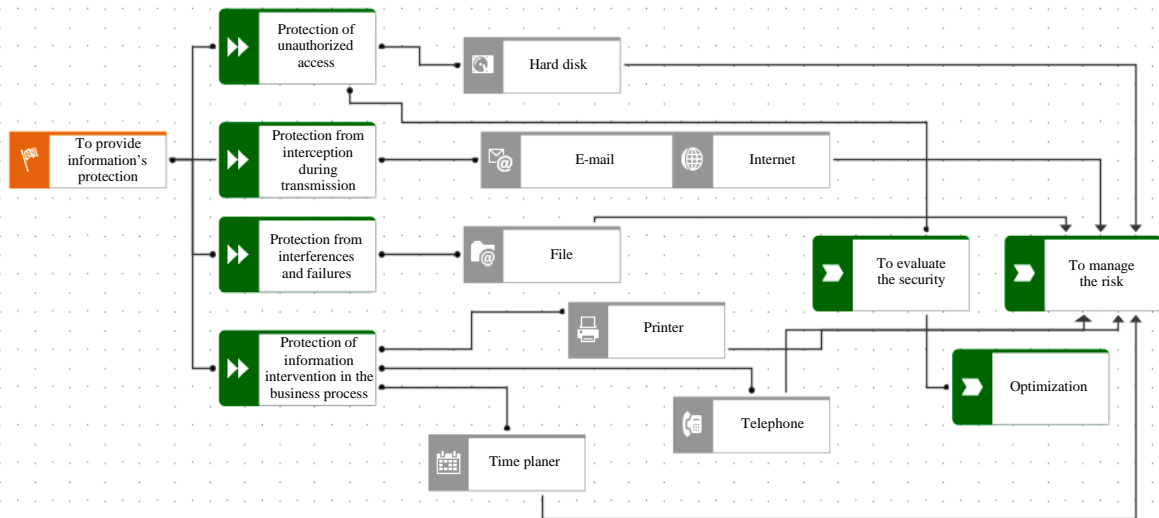 Protection of
unauthorized
access
Hard disk
To provide
information's
protection
Protection from
interception
during
transmission
E-mail
Internet
Protection from
interferences
and failures
File
To evaluate
the security
To manage
the risk
Printer
Protection of
information
intervention in the
business process
Optimization
Telephone
Time planer